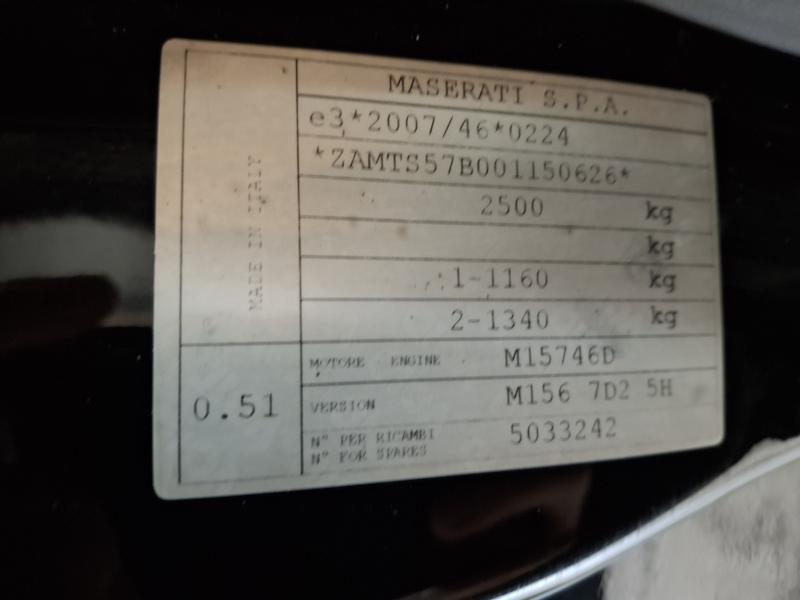 MASERATI S.P.A.
e3*2007/46*0224
*ZAMTS57B001150626*
2500 kg
kg
1-1160 kg
2-1340 kg
MADE IN ITALY
0.51
MOTORE ENGINE M15746D
VERSION M156 7D2 5H
N° PER RICAMBI 5033242
N° FOR SPARES